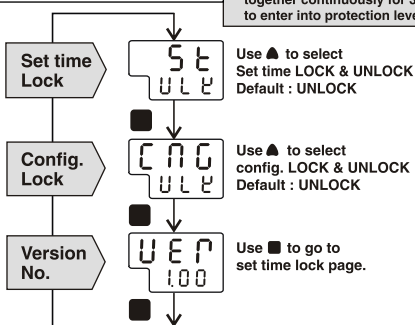 together continuously for 3
to enter into protection leve
Set time
Lock
St
ULK
Use to select
Set time LOCK & UNLOCK
Default : UNLOCK
Config.
Lock
CNG
ULK
Use to select
config. LOCK & UNLOCK
Default : UNLOCK
Version
No.
VER
1.00
Use to go to
set time lock page.